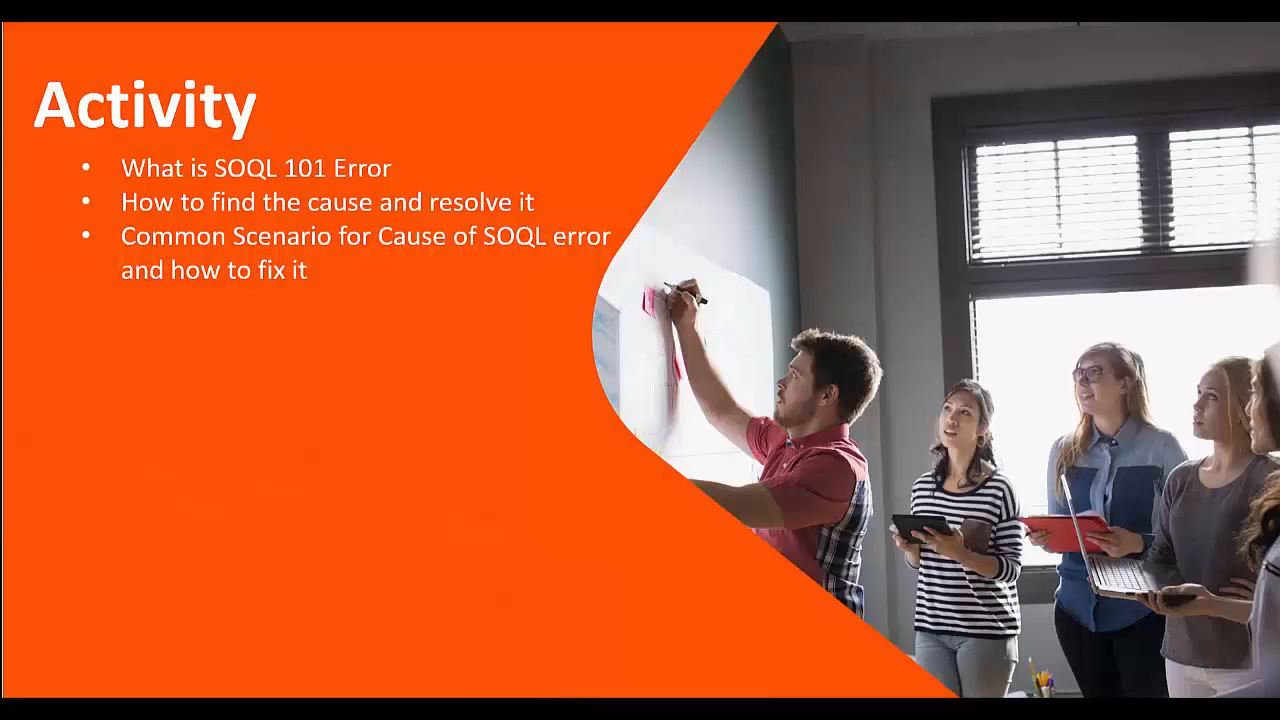 Activity
• What is SOQL 101 Error
• How to find the cause and resolve it
• Common Scenario for Cause of SOQL error
and how to fix it